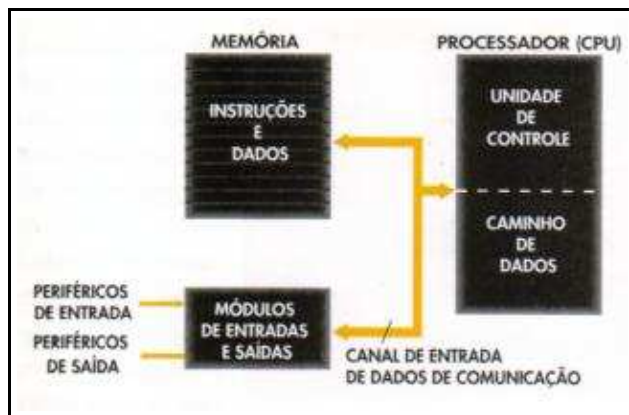 MEMÓRIA
INSTRUÇÕES
E
DADOS
PROCESSADOR (CPU)
UNIDADE
DE
CONTROLE
CAMINHO
DE
DADOS
PERIFÉRICOS
DE ENTRADA
PERIFÉRICOS
DE SAÍDA
MÓDULOS
DE ENTRADAS
E SAÍDAS
CANAL DE ENTRADA
DE DADOS DE COMUNICAÇÃO